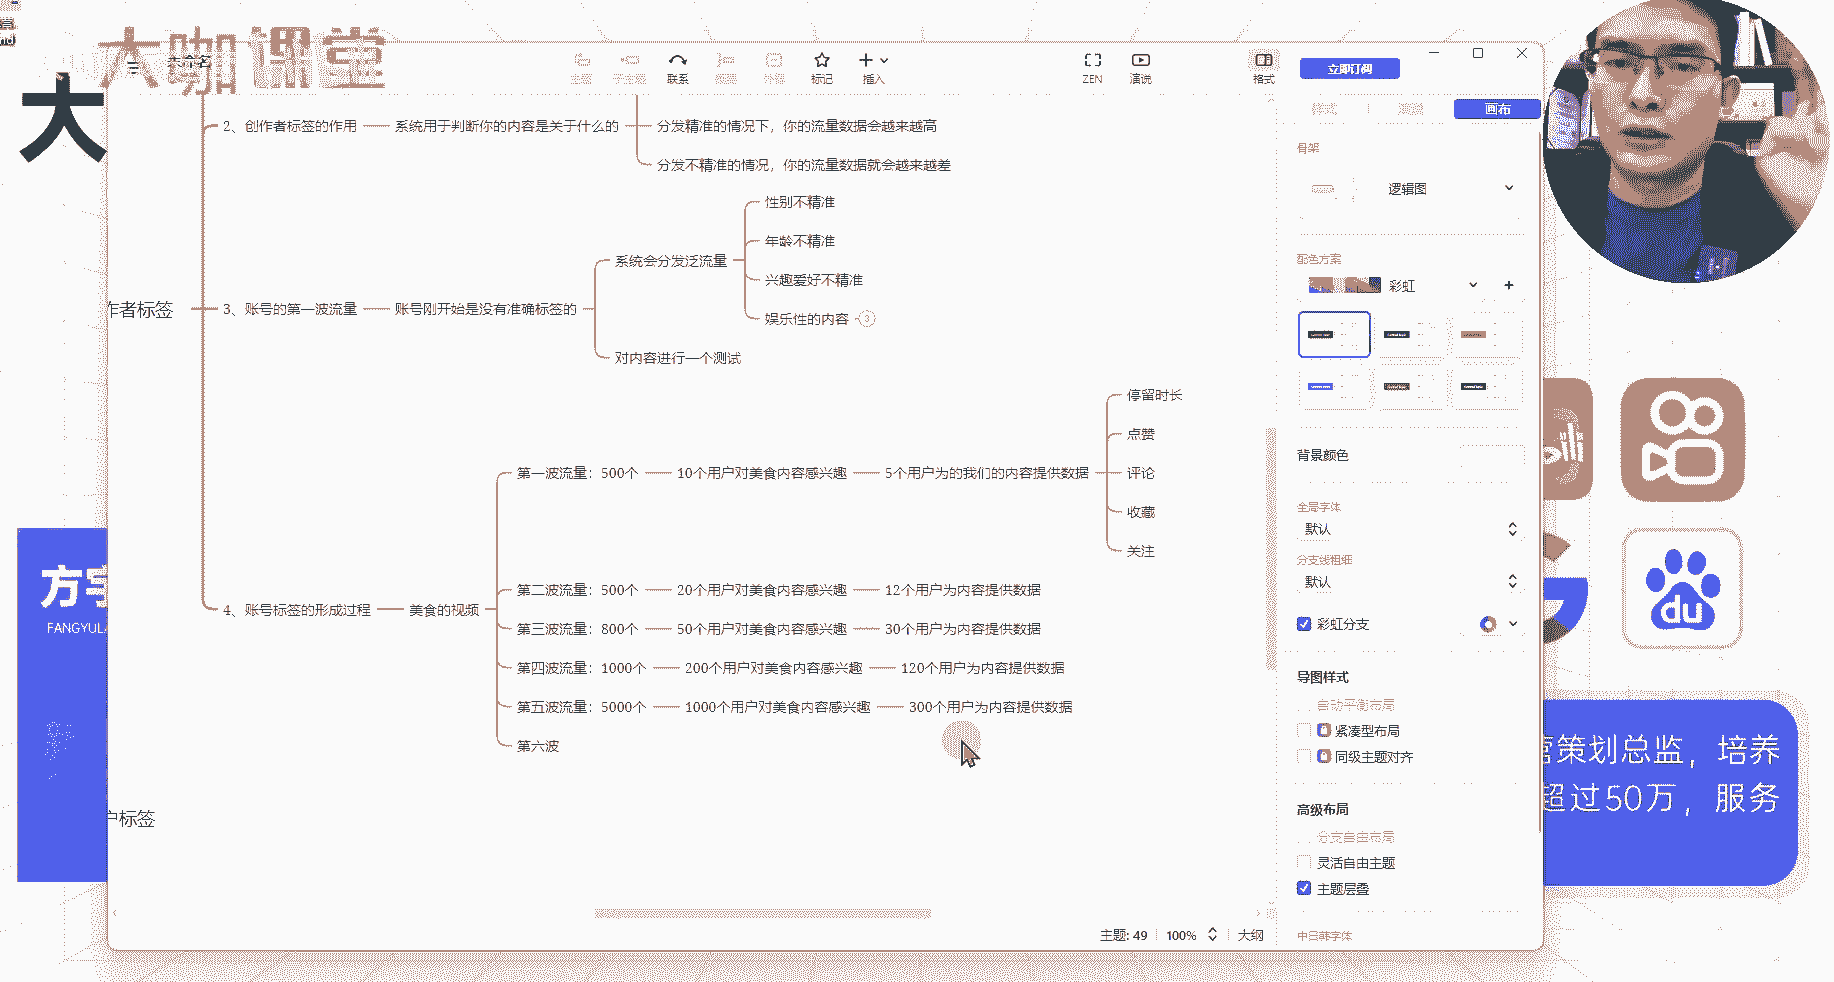 大咖课堂
大
未命名
主题
子主题
联系
概要
外框
标记
插入
ZEN
演说
格式
立即订阅
样式
演说
画布
2、创作者标签的作用
系统用于判断你的内容是关于什么的
分发精准的情况下，你的流量数据会越来越高
分发不精准的情况，你的流量数据就会越来越差
作者标签
3、账号的第一波流量
账号刚开始是没有准确标签的
系统会分发泛流量
性别不精准
年龄不精准
兴趣爱好不精准
娱乐性的内容
3
对内容进行一个测试
4、账号标签的形成过程
美食的视频
第一波流量：500个
10个用户对美食内容感兴趣
5个用户为的我们的内容提供数据
停留时长
点赞
评论
收藏
关注
第二波流量：500个
20个用户对美食内容感兴趣
12个用户为内容提供数据
第三波流量：800个
50个用户对美食内容感兴趣
30个用户为内容提供数据
第四波流量：1000个
200个用户对美食内容感兴趣
120个用户为内容提供数据
第五波流量：5000个
1000个用户对美食内容感兴趣
300个用户为内容提供数据
第六波
户标签
骨架
逻辑图
配色方案
彩虹
背景颜色
全局字体
默认
分支线粗细
默认
彩虹分支
导图样式
自动平衡布局
紧凑型布局
同级主题对齐
高级布局
分支自由布局
灵活自由主题
主题层叠
中日韩字体
主题: 49
100%
大纲
方宇
FANGYUL
du
营策划总监，培养
超过50万，服务